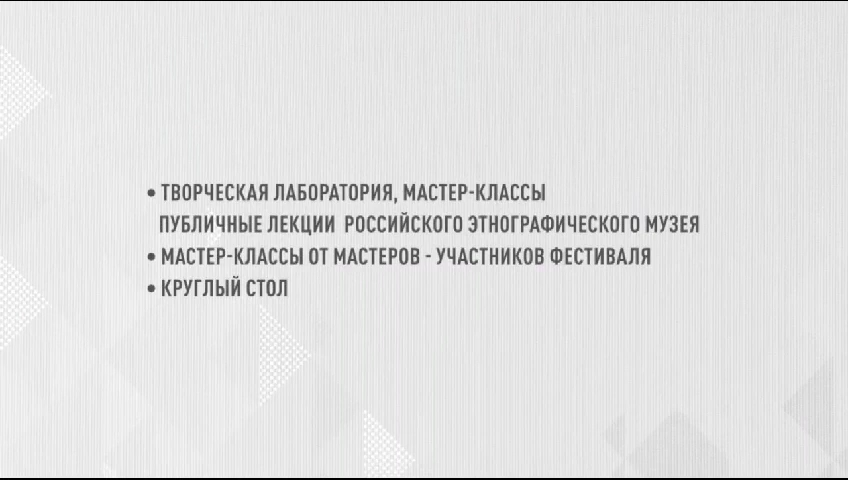 • ТВОРЧЕСКАЯ ЛАБОРАТОРИЯ, МАСТЕР-КЛАССЫ
ПУБЛИЧНЫЕ ЛЕКЦИИ РОССИЙСКОГО ЭТНОГРАФИЧЕСКОГО МУЗЕЯ
• МАСТЕР-КЛАССЫ ОТ МАСТЕРОВ - УЧАСТНИКОВ ФЕСТИВАЛЯ
• КРУГЛЫЙ СТОЛ